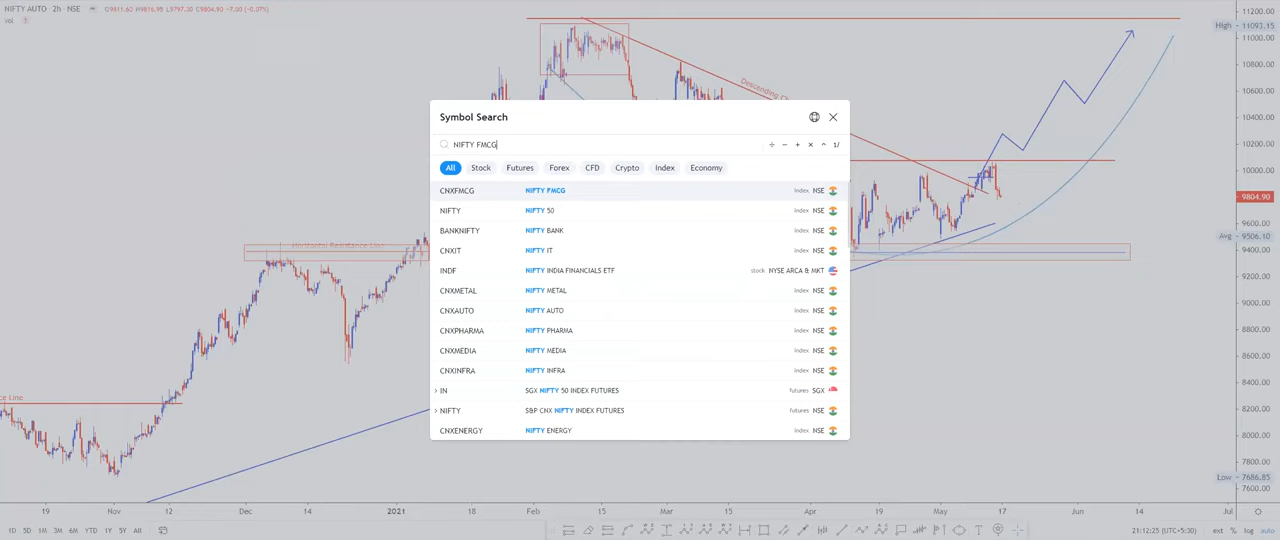 NIFTY AUTO · 2h · NSE O9811.60 H9816.95 L9797.30 C9804.90 −7.00 (−0.07%)
Vol
11200.00
High 11093.15
11000.00
10800.00
10600.00
10400.00
10200.00
10000.00
9804.90
9600.00
Avg 9506.10
9400.00
9200.00
9000.00
8800.00
8600.00
8400.00
8200.00
8000.00
7800.00
Low 7686.85
7600.00
Descending
Horizontal Resistance Line
Line
Symbol Search
NIFTY FMCG ÷ − + × ^ 1/
All Stock Futures Forex CFD Crypto Index Economy
CNXFMCG NIFTY FMCG index NSE
NIFTY NIFTY 50 index NSE
BANKNIFTY NIFTY BANK index NSE
CNXIT NIFTY IT index NSE
INDF NIFTY INDIA FINANCIALS ETF stock NYSE ARCA & MKT
CNXMETAL NIFTY METAL index NSE
CNXAUTO NIFTY AUTO index NSE
CNXPHARMA NIFTY PHARMA index NSE
CNXMEDIA NIFTY MEDIA index NSE
CNXINFRA NIFTY INFRA index NSE
IN SGX NIFTY 50 INDEX FUTURES futures SGX
NIFTY S&P CNX NIFTY INDEX FUTURES futures NSE
CNXENERGY NIFTY ENERGY index NSE
19 Nov 12 Dec 14 2021 18 Feb 15 Mar 15 Apr 19 May 17 Jun 14 Jul
1D 5D 1M 3M 6M YTD 1Y 5Y All
21:12:25 (UTC+5:30) ext % log auto